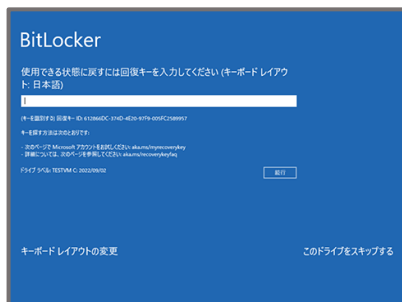 BitLocker
使用できる状態に戻すには回復キーを入力してください (キーボード レイアウ
ト: 日本語)
(キーを識別する) 回復キー ID: 612866DC-374D-4E20-97F9-005FC2589957
キーを探す方法は次のとおりです:
- 次のページで Microsoft アカウントをお試しください: aka.ms/myrecoverykey
- 詳細については、次のページを参照してください: aka.ms/recoverykeyfaq
ドライブ ラベル: TESTVM C: 2022/09/02
続行
キーボード レイアウトの変更
このドライブをスキップする